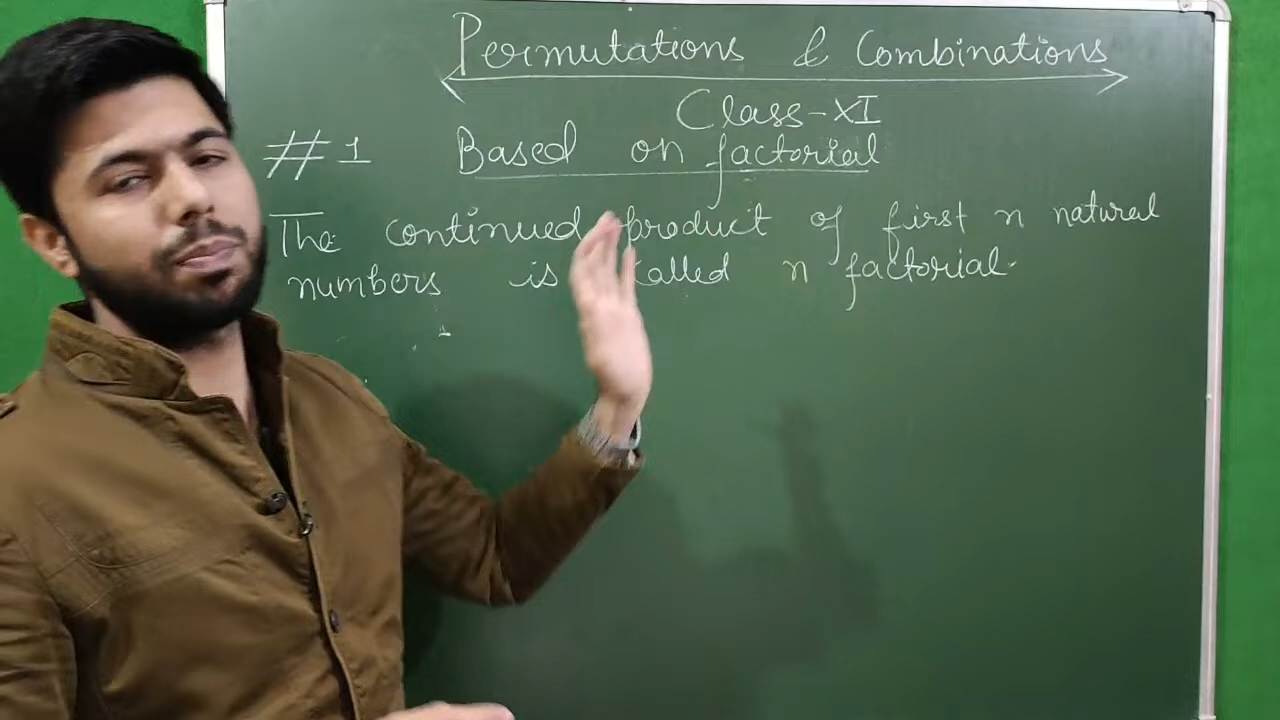 Permutations & Combinations
Class-XI
#1 Based on factorial
The continued product of first n natural
numbers is called n factorial.